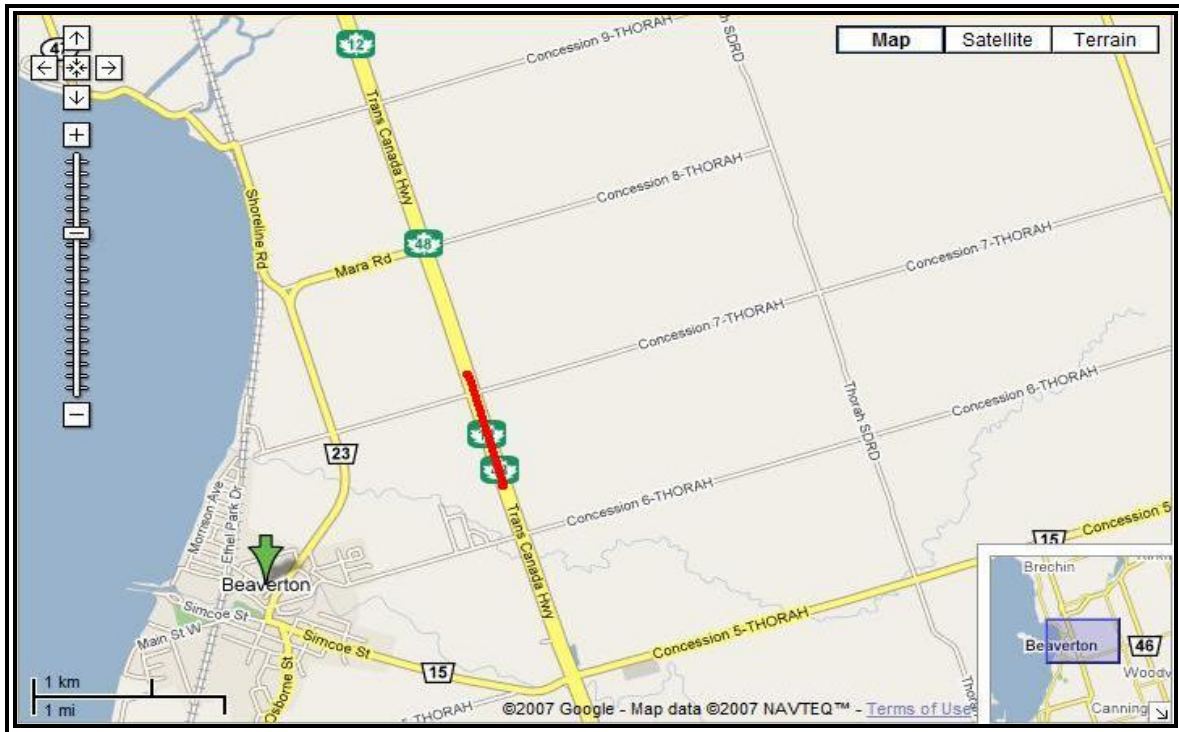 12
Concession 9-THORAH
Map
Satellite
Terrain
47
Trans Canada Hwy
SDRD
Concession 8-THORAH
Shoreline Rd
48
Mara Rd
Concession 7-THORAH
Concession 7-THORAH
Concession 6-THORAH
Thorah SDRD
23
Morrison Ave
Ethel Park Dr
Concession 6-THORAH
Trans Canada Hwy
15
Concession 5
Beaverton
Simcoe St
Main St W
Simcoe St
Osborne St
15
Concession 5-THORAH
Brechin
Beaverton
46
Woodv
Canning
1 km
1 mi
THORAH
©2007 Google - Map data ©2007 NAVTEQ™ - Terms of Use